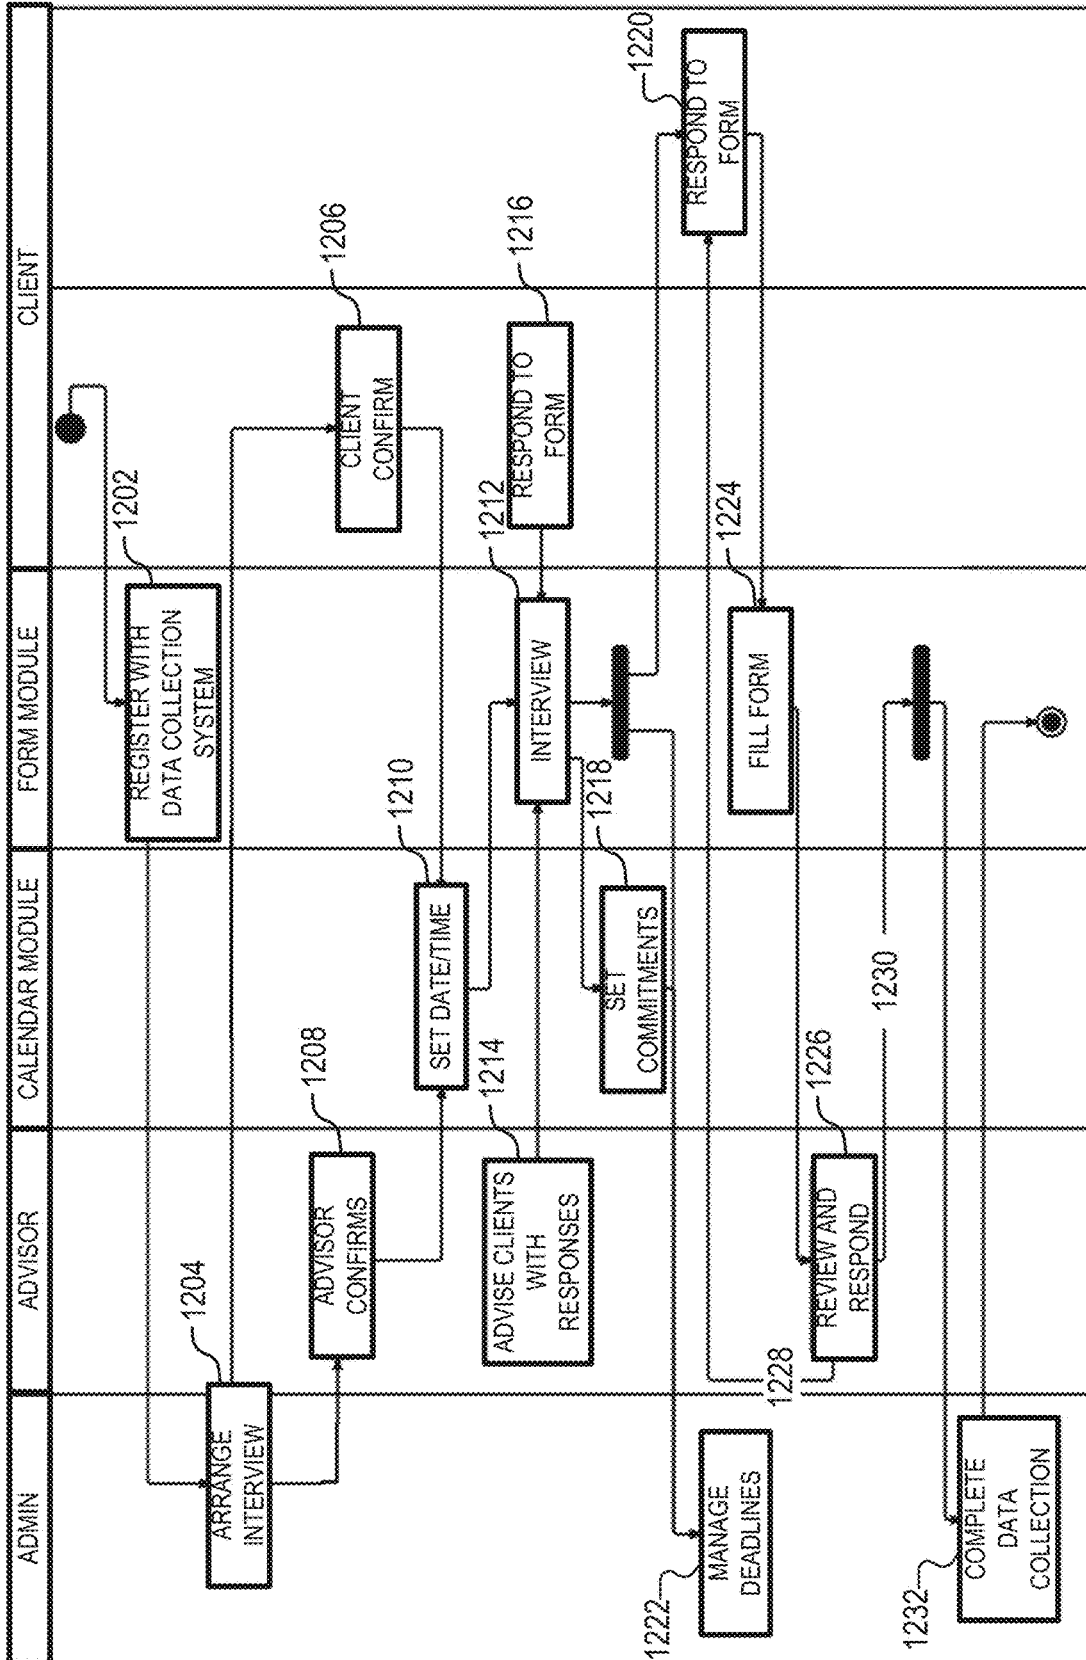 CLIENT
FORM MODULE
CALENDAR MODULE
ADVISOR
ADMIN
1202
REGISTER WITH
DATA COLLECTION
SYSTEM
1204
ARRANGE
INTERVIEW
1206
CLIENT
CONFIRM
1208
ADVISOR
CONFIRMS
1210
SET DATE/TIME
1212
INTERVIEW
1214
ADVISE CLIENTS
WITH
RESPONSES
1216
RESPOND TO
FORM
1218
SET
COMMITMENTS
1220
RESPOND TO
FORM
1222
MANAGE
DEADLINES
1224
FILL FORM
1226
REVIEW AND
RESPOND
1228
1230
1232
COMPLETE
DATA
COLLECTION